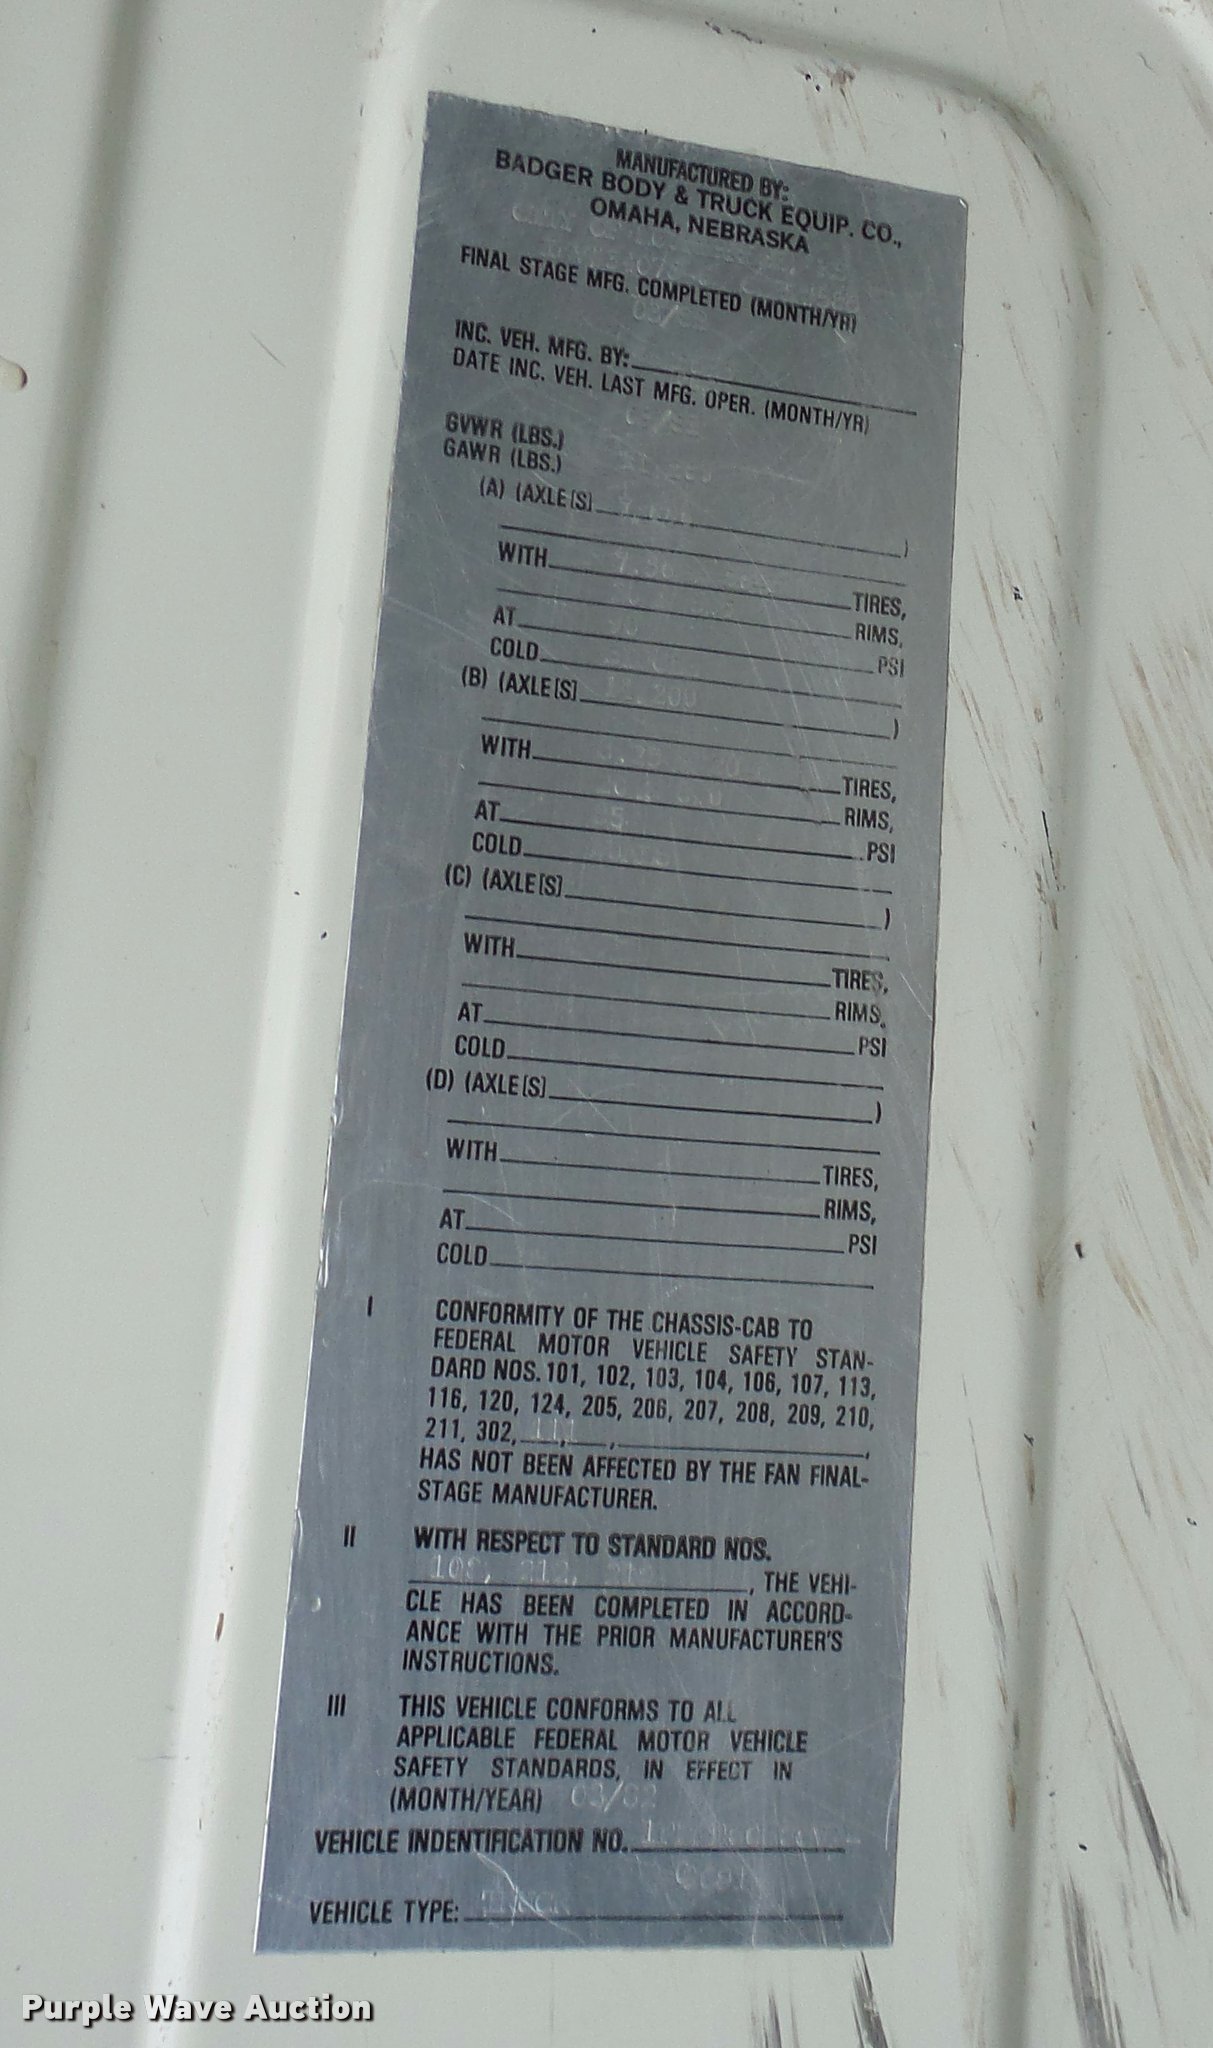 MANUFACTURED BY:
BADGER BODY & TRUCK EQUIP. CO.,
OMAHA, NEBRASKA
FINAL STAGE MFG. COMPLETED (MONTH/YR)
INC. VEH. MFG. BY:
DATE INC. VEH. LAST MFG. OPER. (MONTH/YR)
GVWR (LBS.)
GAWR (LBS.)
(A) (AXLE[S] )
WITH TIRES,
RIMS,
AT PSI
COLD
(B) (AXLE[S] )
WITH TIRES,
RIMS,
AT PSI
COLD
(C) (AXLE[S] )
WITH TIRES,
RIMS,
AT PSI
COLD
(D) (AXLE[S] )
WITH TIRES,
RIMS,
AT PSI
COLD
I CONFORMITY OF THE CHASSIS-CAB TO
FEDERAL MOTOR VEHICLE SAFETY STAN-
DARD NOS. 101, 102, 103, 104, 106, 107, 113,
116, 120, 124, 205, 206, 207, 208, 209, 210,
211, 302, 111, , ,
HAS NOT BEEN AFFECTED BY THE FAN FINAL-
STAGE MANUFACTURER.
II WITH RESPECT TO STANDARD NOS.
, THE VEHI-
CLE HAS BEEN COMPLETED IN ACCORD-
ANCE WITH THE PRIOR MANUFACTURER'S
INSTRUCTIONS.
III THIS VEHICLE CONFORMS TO ALL
APPLICABLE FEDERAL MOTOR VEHICLE
SAFETY STANDARDS, IN EFFECT IN
(MONTH/YEAR)
VEHICLE INDENTIFICATION NO.
VEHICLE TYPE: TRUCK
Purple Wave Auction